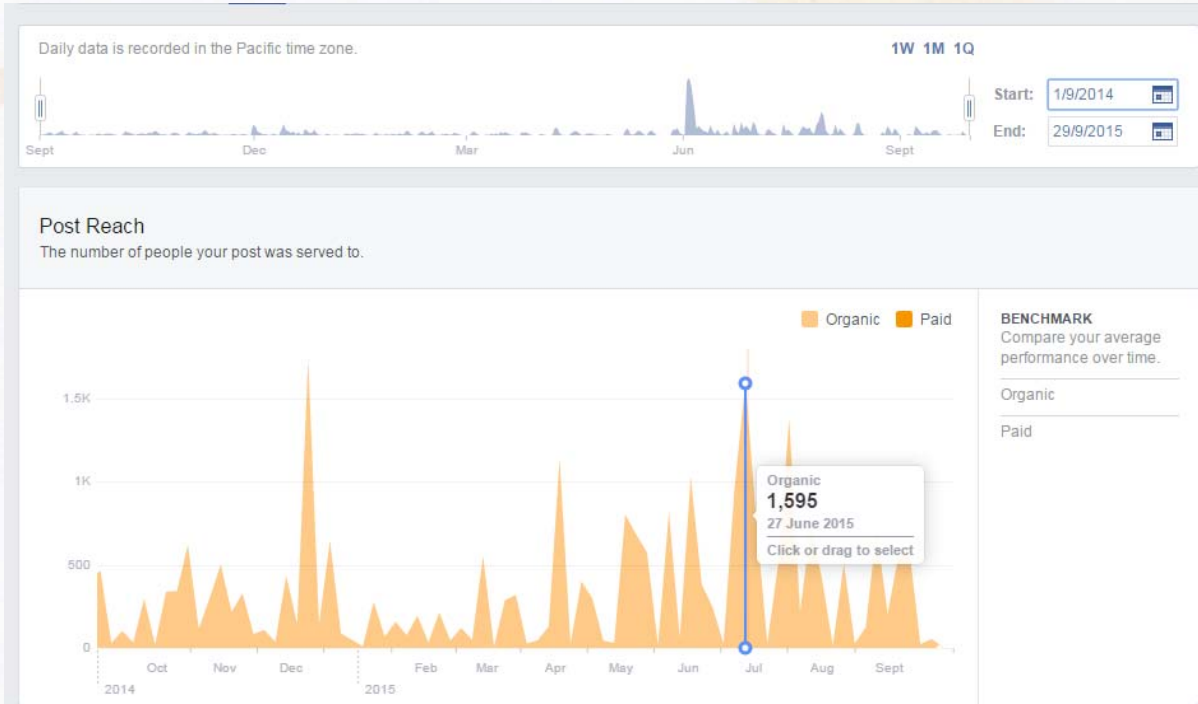 Daily data is recorded in the Pacific time zone.
1W 1M 1Q
Start: 1/9/2014
End: 29/9/2015
Sept Dec Mar Jun Sept
Post Reach
The number of people your post was served to.
Organic Paid
BENCHMARK
Compare your average
performance over time.
Organic
Paid
1.5K
1K
500
0
Organic
1,595
27 June 2015
Click or drag to select
Oct Nov Dec Feb Mar Apr May Jun Jul Aug Sept
2014 2015